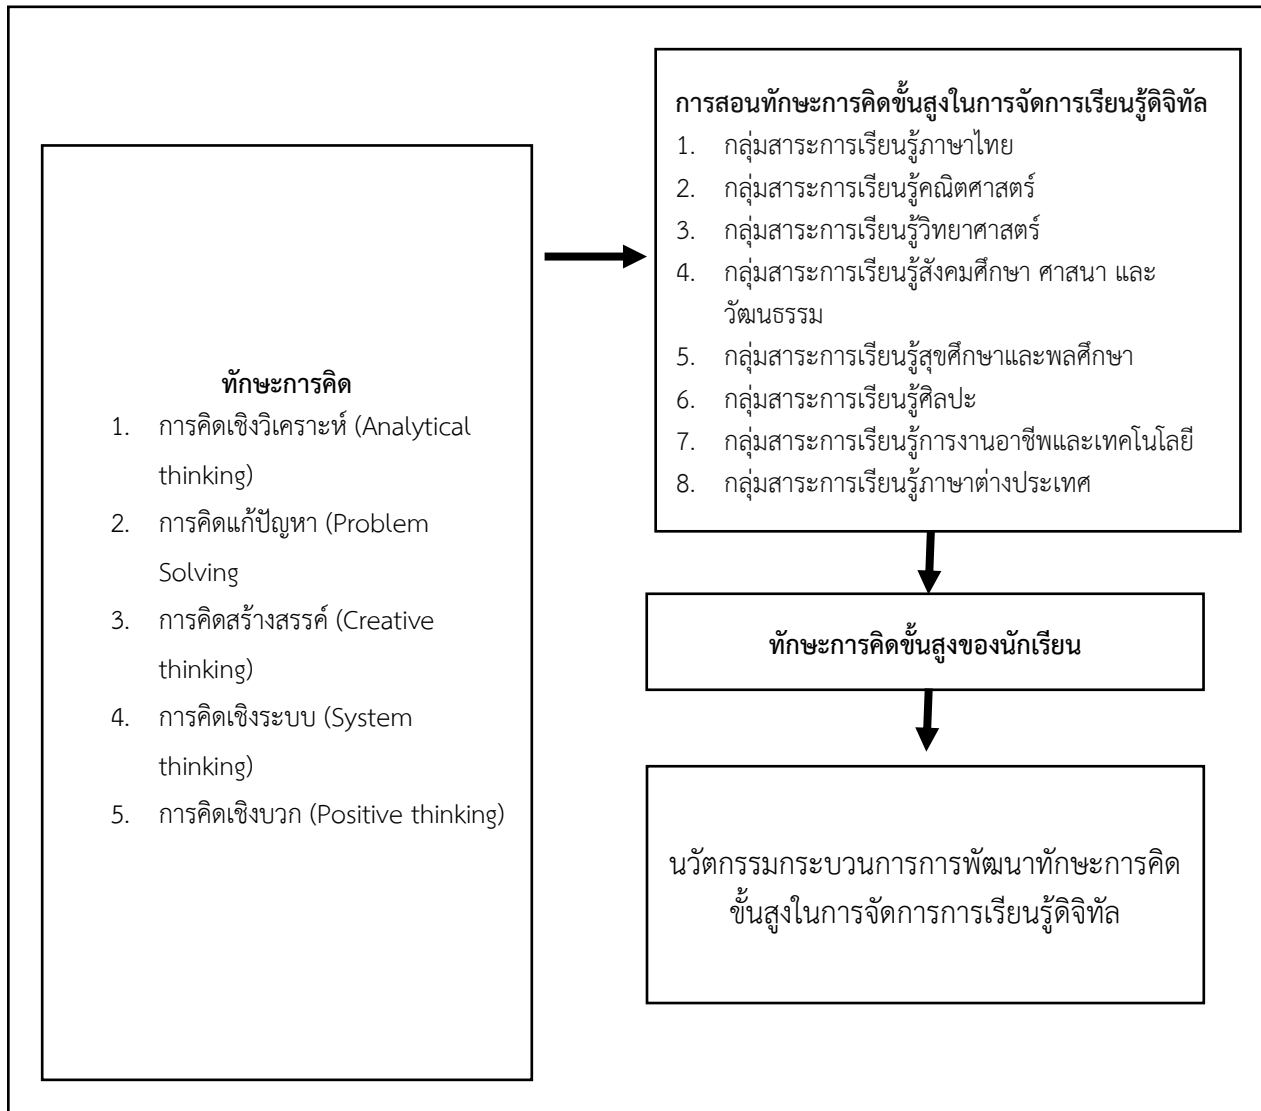 ทักษะการคิด
1. การคิดเชิงวิเคราะห์ (Analytical
thinking)
2. การคิดแก้ปัญหา (Problem
Solving
3. การคิดสร้างสรรค์ (Creative
thinking)
4. การคิดเชิงระบบ (System
thinking)
5. การคิดเชิงบวก (Positive thinking)
การสอนทักษะการคิดขั้นสูงในการจัดการเรียนรู้ดิจิทัล
1. กลุ่มสาระการเรียนรู้ภาษาไทย
2. กลุ่มสาระการเรียนรู้คณิตศาสตร์
3. กลุ่มสาระการเรียนรู้วิทยาศาสตร์
4. กลุ่มสาระการเรียนรู้สังคมศึกษา ศาสนา และ
วัฒนธรรม
5. กลุ่มสาระการเรียนรู้สุขศึกษาและพลศึกษา
6. กลุ่มสาระการเรียนรู้ศิลปะ
7. กลุ่มสาระการเรียนรู้การงานอาชีพและเทคโนโลยี
8. กลุ่มสาระการเรียนรู้ภาษาต่างประเทศ
ทักษะการคิดขั้นสูงของนักเรียน
นวัตกรรมกระบวนการการพัฒนาทักษะการคิด
ขั้นสูงในการจัดการการเรียนรู้ดิจิทัล